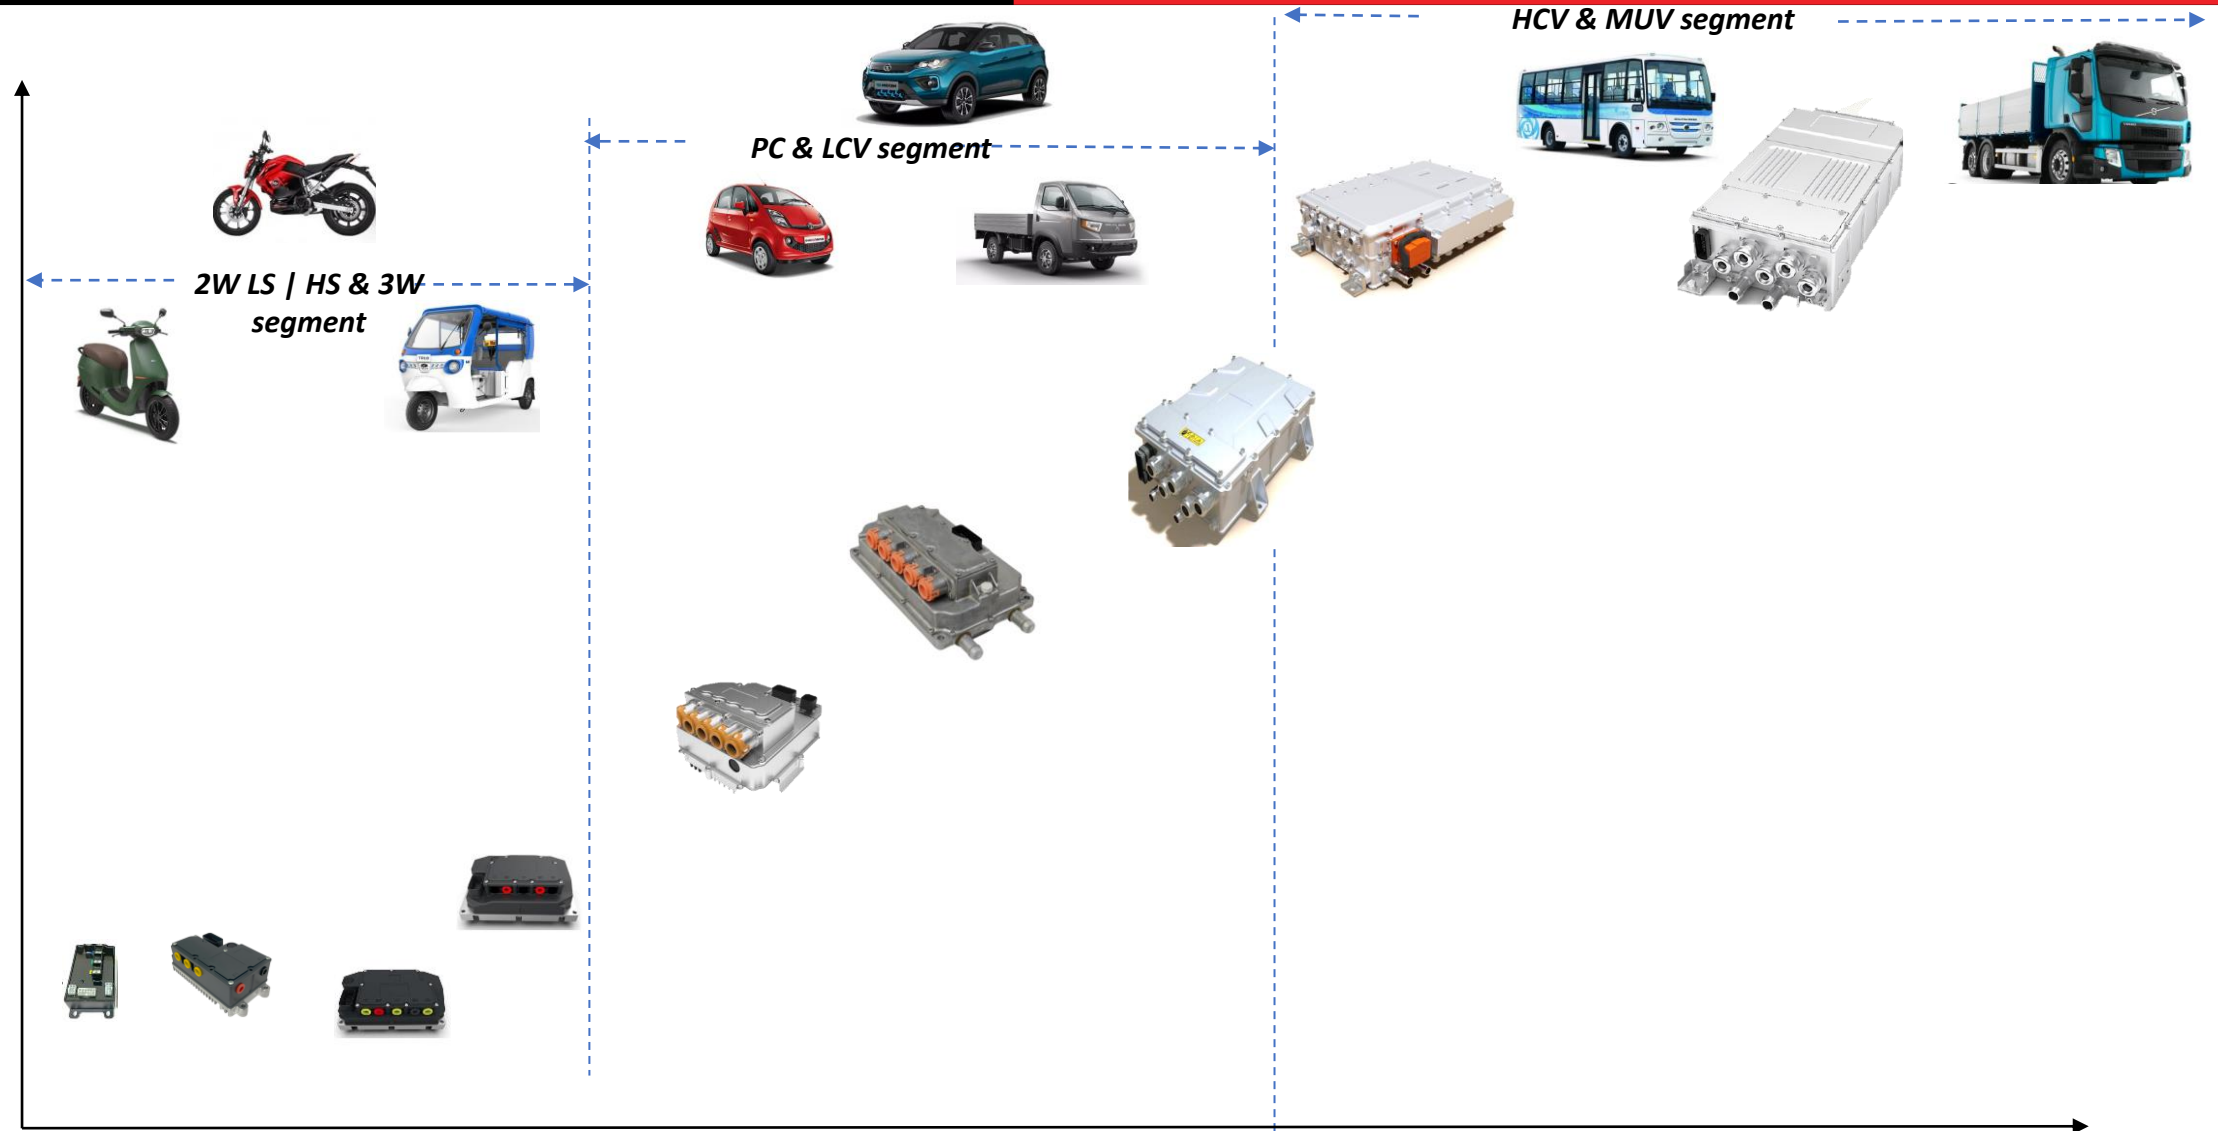 HCV & MUV segment
PC & LCV segment
2W LS | HS & 3W
segment